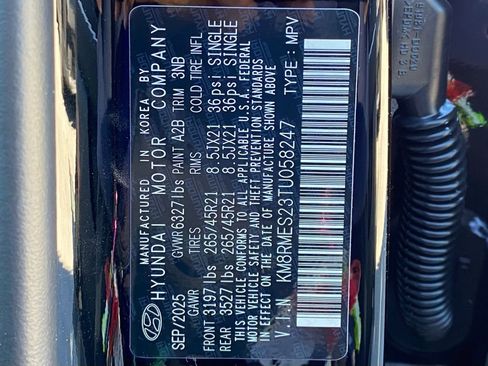 MANUFACTURED IN KOREA BY
HYUNDAI MOTOR COMPANY
SEP/2025 GVWR 6327lbs PAINT A2B TRIM 3NB
GAWR TIRES RIMS COLD TIRE INFL.
FRONT 3197lbs 265/45R21 8.5JX21 36psi SINGLE
REAR 3527lbs 265/45R21 8.5JX21 36psi SINGLE
THIS VEHICLE CONFORMS TO ALL APPLICABLE U.S.A. FEDERAL
MOTOR VEHICLE SAFETY AND THEFT PREVENTION STANDARDS
IN EFFECT ON THE DATE OF MANUFACTURE SHOWN ABOVE
V.I.N KM8RMES23TU058247 TYPE : MPV